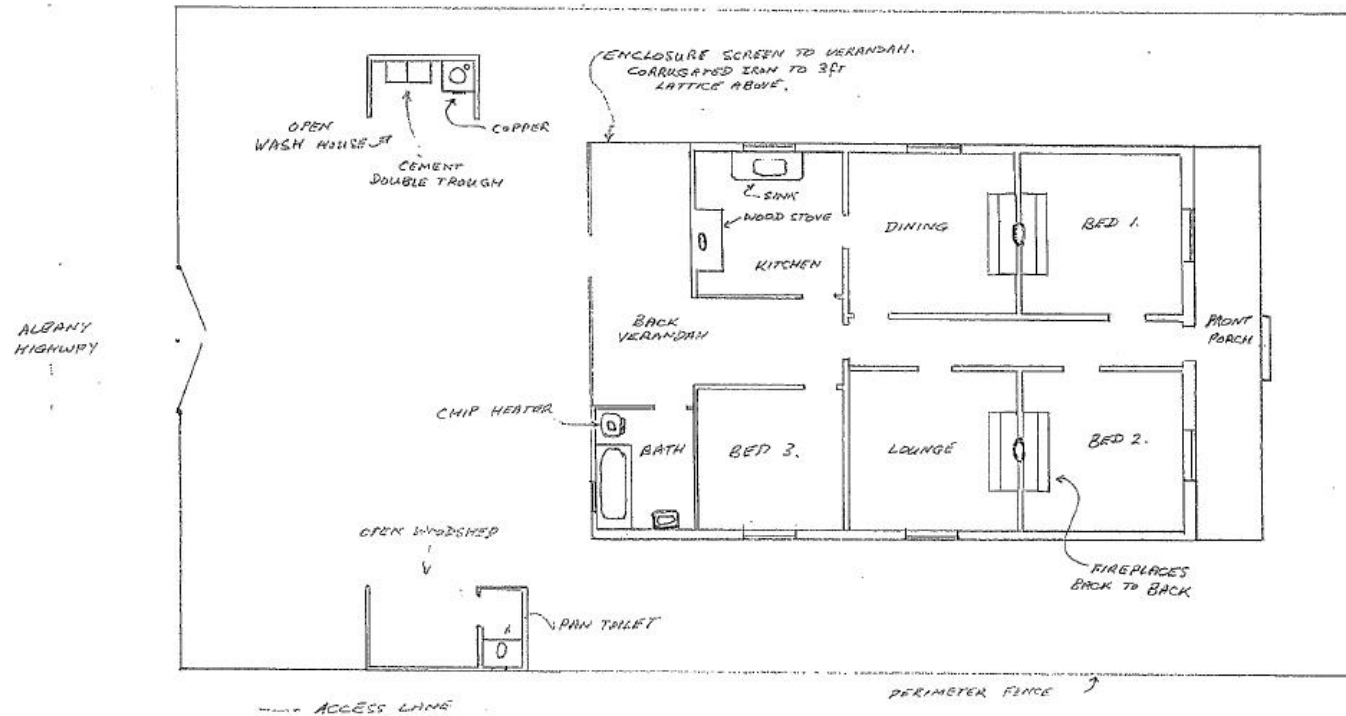 ENCLOSURE SCREEN TO VERANDAH.
CORRUGATED IRON TO 3ft
LATTICE ABOVE.
OPEN
WASH HOUSE
COPPER
CEMENT
DOUBLE TROUGH
SINK
WOOD STOVE
KITCHEN
DINING
BED 1.
ALBANY
HIGHWAY
BACK
VERANDAH
FRONT
PORCH
CHIP HEATER
BATH
BED 3.
LOUNGE
BED 2.
OPEN WOODSHED
FIREPLACES
BACK TO BACK
PAN TOILET
PERIMETER FENCE
ACCESS LANE